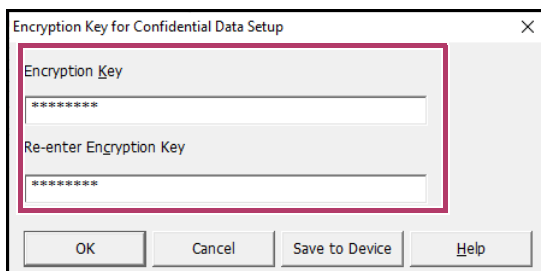 Encryption Key for Confidential Data Setup
Encryption Key
********
Re-enter Encryption Key
********
OK Cancel Save to Device Help